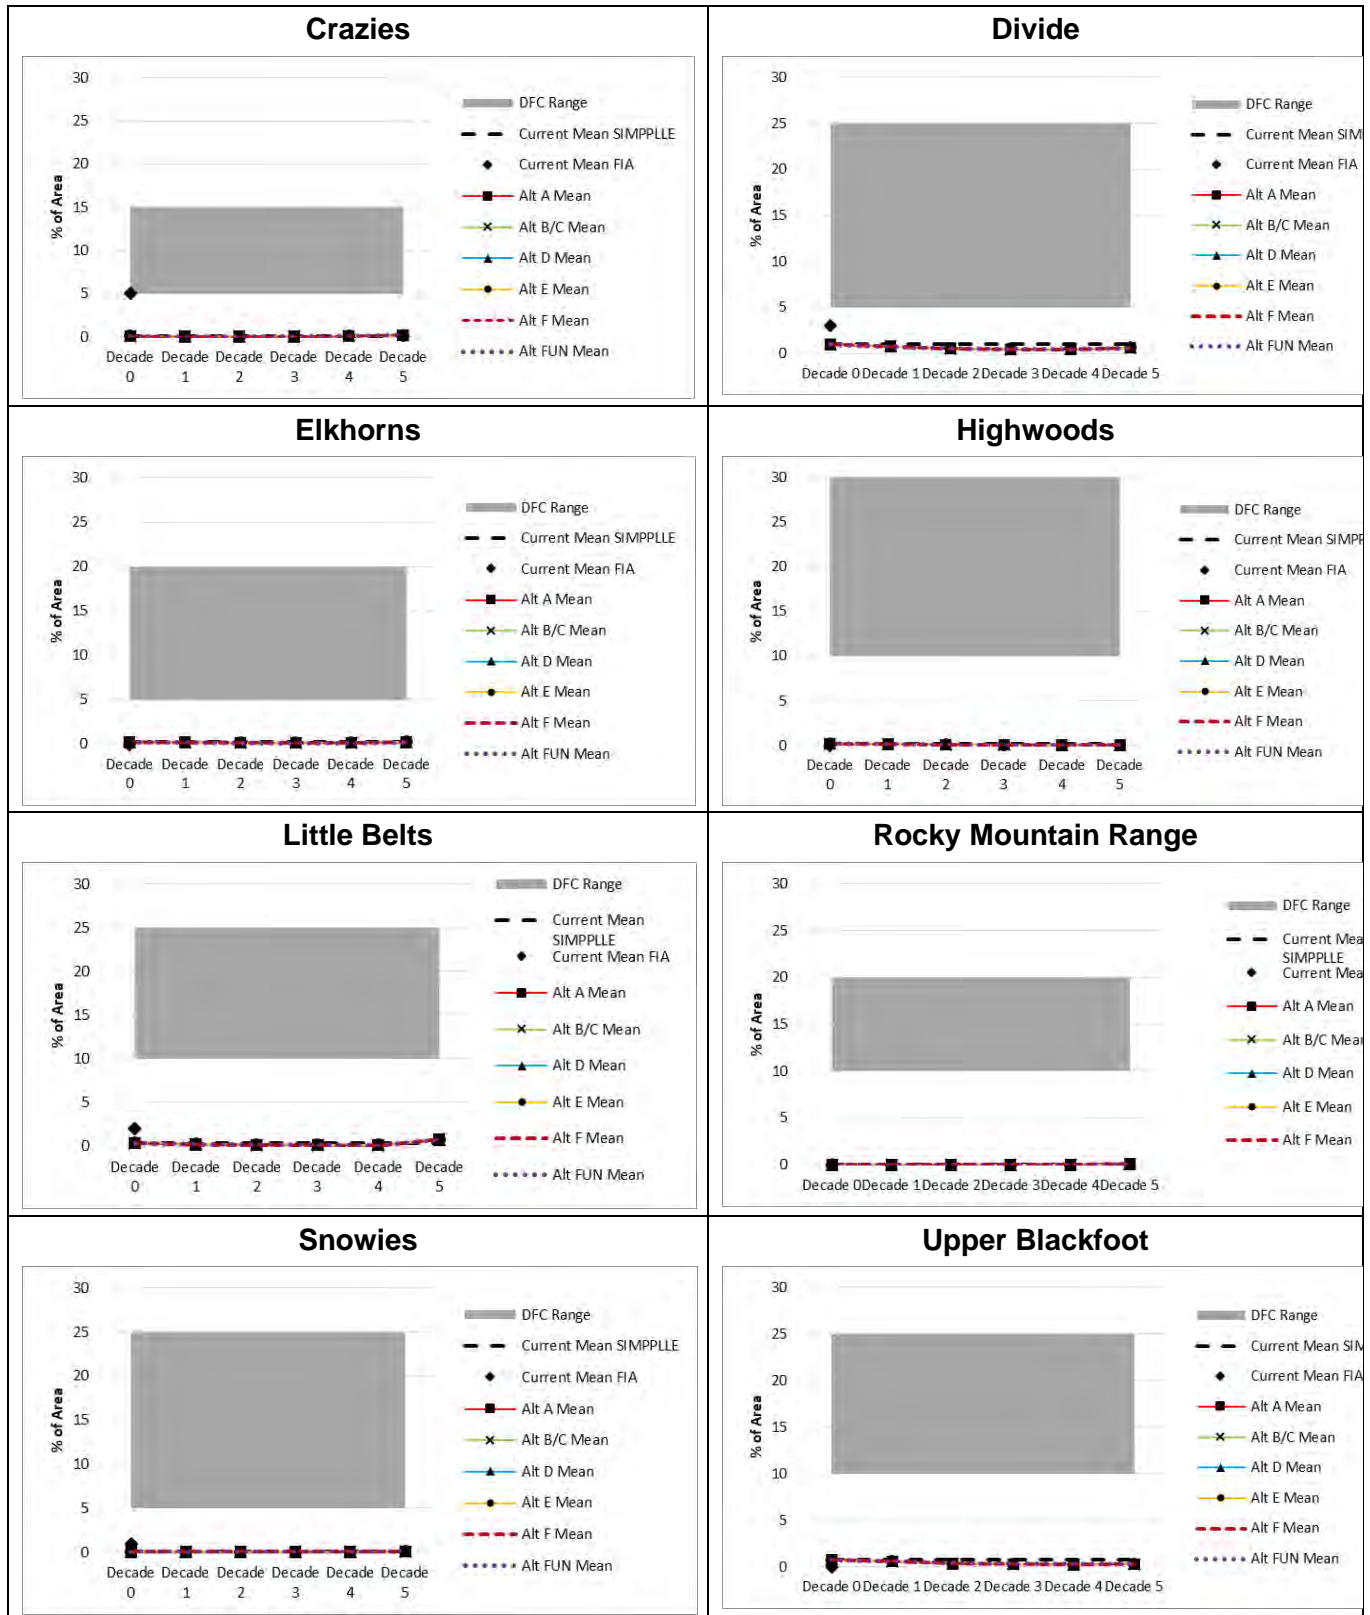 Crazies
30
25
20
15
10
5
0
% of Area
Decade 0
Decade 1
Decade 2
Decade 3
Decade 4
Decade 5
DFC Range
Current Mean SIMPPLLE
Current Mean FIA
Alt A Mean
Alt B/C Mean
Alt D Mean
Alt E Mean
Alt F Mean
Alt FUN Mean
Divide
30
25
20
15
10
5
0
% of Area
Decade 0 Decade 1 Decade 2 Decade 3 Decade 4 Decade 5
DFC Range
Current Mean SIM
Current Mean FIA
Alt A Mean
Alt B/C Mean
Alt D Mean
Alt E Mean
Alt F Mean
Alt FUN Mean
Elkhorns
30
25
20
15
10
5
0
% of Area
Decade 0
Decade 1
Decade 2
Decade 3
Decade 4
Decade 5
DFC Range
Current Mean SIMPPLLE
Current Mean FIA
Alt A Mean
Alt B/C Mean
Alt D Mean
Alt E Mean
Alt F Mean
Alt FUN Mean
Highwoods
30
25
20
15
10
5
0
% of Area
Decade 0
Decade 1
Decade 2
Decade 3
Decade 4
Decade 5
DFC Range
Current Mean SIMPP
Current Mean FIA
Alt A Mean
Alt B/C Mean
Alt D Mean
Alt E Mean
Alt F Mean
Alt FUN Mean
Little Belts
30
25
20
15
10
5
0
% of Area
Decade 0
Decade 1
Decade 2
Decade 3
Decade 4
Decade 5
DFC Range
Current Mean
SIMPPLLE
Current Mean FIA
Alt A Mean
Alt B/C Mean
Alt D Mean
Alt E Mean
Alt F Mean
Alt FUN Mean
Rocky Mountain Range
30
25
20
15
10
5
0
% of Area
Decade 0 Decade 1 Decade 2 Decade 3 Decade 4 Decade 5
DFC Range
Current Mea
SIMPPLLE
Current Mea
Alt A Mean
Alt B/C Mean
Alt D Mean
Alt E Mean
Alt F Mean
Snowies
30
25
20
15
10
5
0
% of Area
Decade 0
Decade 1
Decade 2
Decade 3
Decade 4
Decade 5
DFC Range
Current Mean SIMPPLLE
Current Mean FIA
Alt A Mean
Alt B/C Mean
Alt D Mean
Alt E Mean
Alt F Mean
Alt FUN Mean
Upper Blackfoot
30
25
20
15
10
5
0
% of Area
Decade 0 Decade 1 Decade 2 Decade 3 Decade 4 Decade 5
DFC Range
Current Mean SIM
Current Mean FIA
Alt A Mean
Alt B/C Mean
Alt D Mean
Alt E Mean
Alt F Mean
Alt FUN Mean